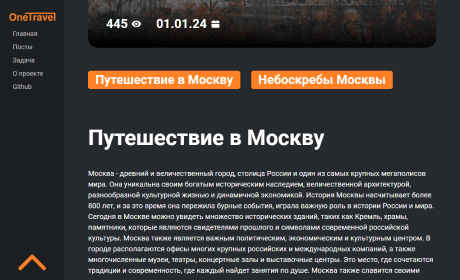 OneTravel
Главная
Посты
Задача
О проекте
Github
445 01.01.24
Путешествие в Москву Небоскребы Москвы
Путешествие в Москву
Москва - древний и величественный город, столица России и один из самых крупных мегаполисов
мира. Она уникальна своим богатым историческим наследием, величественной архитектурой,
разнообразной культурной жизнью и динамичной экономикой. История Москвы насчитывает более
800 лет, и за это время она пережила бурные события, играла важную роль в истории России и мира.
Сегодня в Москве можно увидеть множество исторических зданий, таких как Кремль, храмы,
памятники, которые являются свидетелями прошлого и символами современной российской
культуры. Москва также является важным политическим, экономическим и культурным центром. В
городе располагаются офисы многих крупных российских и международных компаний, а также
многочисленные музеи, театры, концертные залы и выставочные центры. Это место, где сочетаются
традиции и современность, где каждый найдет занятия по душе. Москва также славится своими